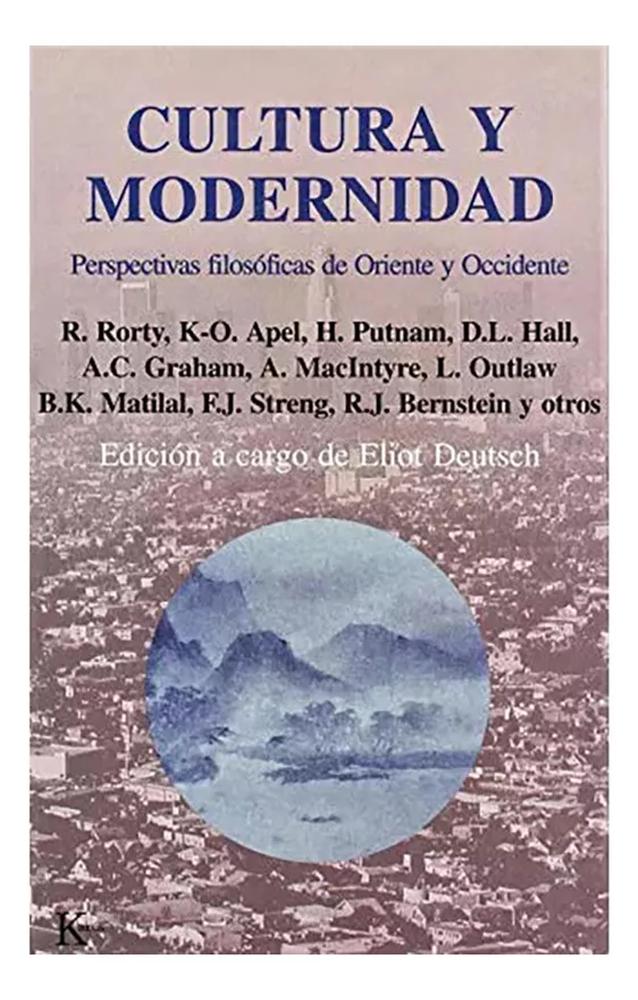 CULTURA Y
MODERNIDAD
Perspectivas filosóficas de Oriente y Occidente
R. Rorty, K-O. Apel, H. Putnam, D.L. Hall,
A.C. Graham, A. MacIntyre, L. Outlaw
B.K. Matilal, F.J. Streng, R.J. Bernstein y otros
Edición a cargo de Eliot Deutsch